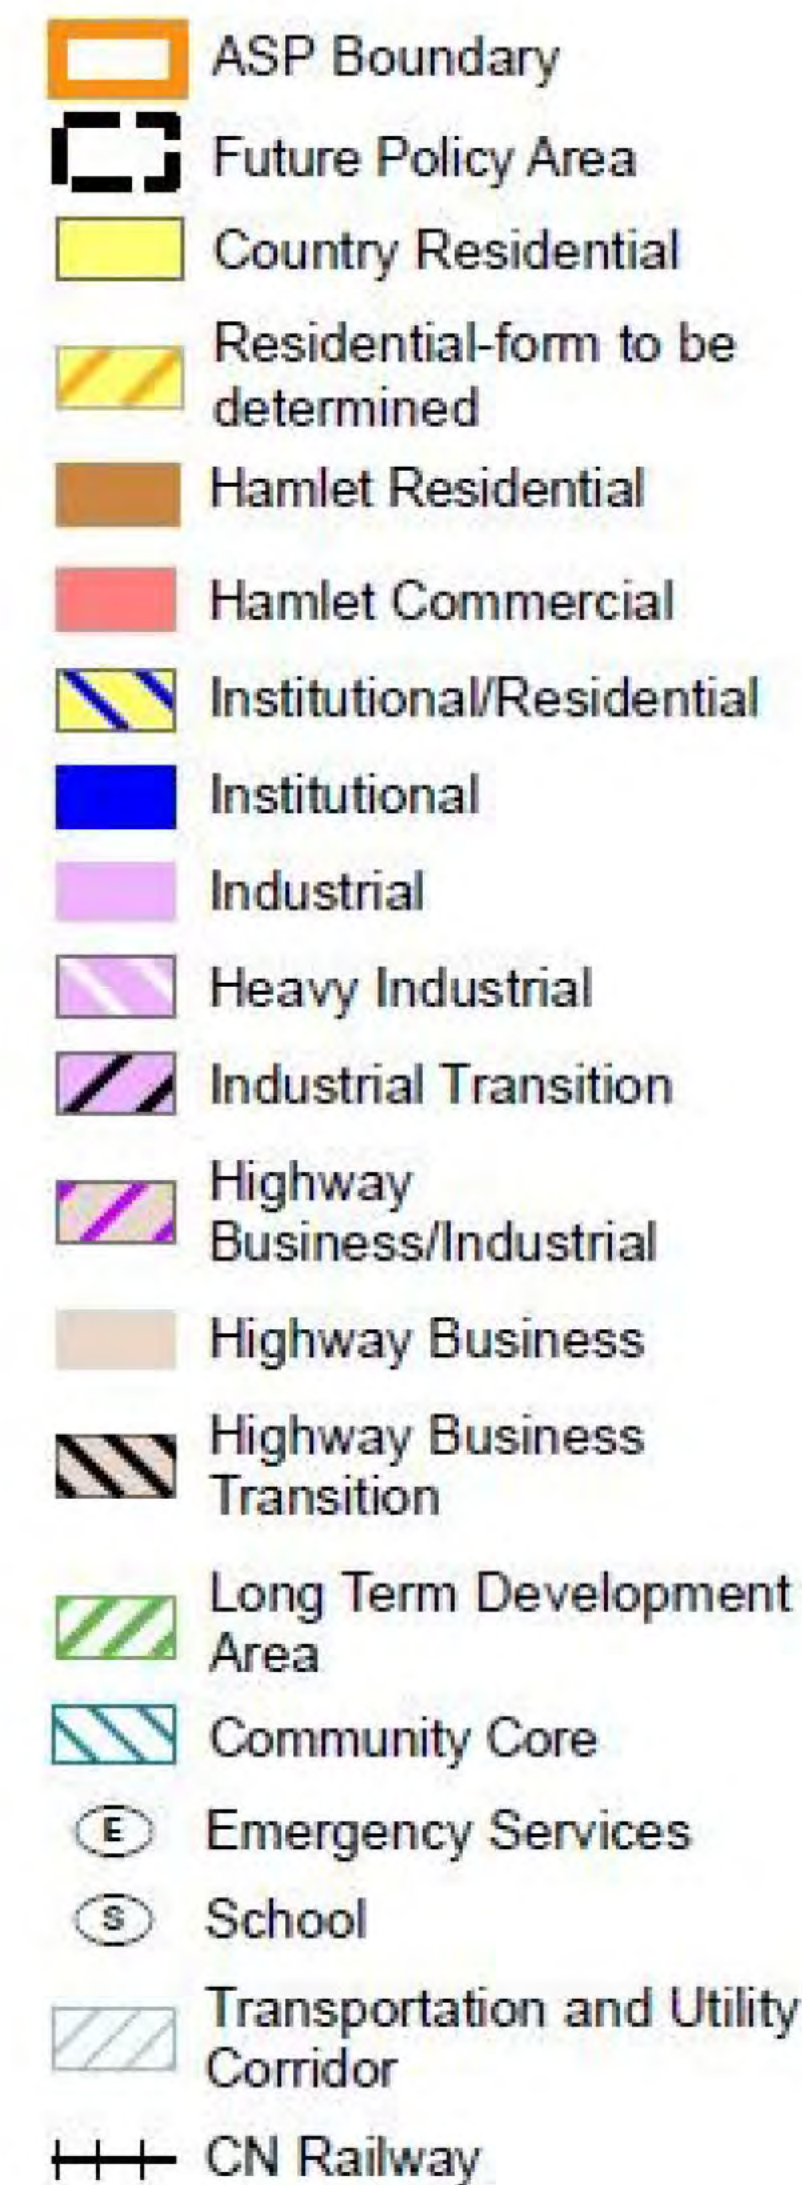 ASP Boundary
Future Policy Area
Country Residential
Residential-form to be
determined
Hamlet Residential
Hamlet Commercial
Institutional/Residential
Institutional
Industrial
Heavy Industrial
Industrial Transition
Highway
Business/Industrial
Highway Business
Highway Business
Transition
Long Term Development
Area
Community Core
E Emergency Services
S School
Transportation and Utility
Corridor
CN Railway